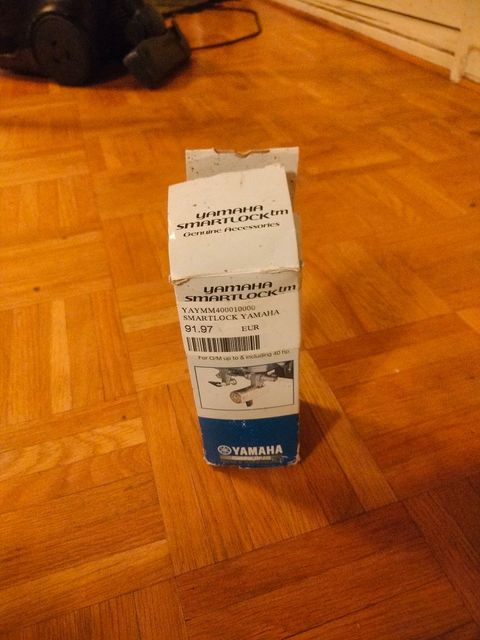 YAMAHA
SMARTLOCKtm
Genuine Accessories
YAMAHA
SMARTLOCKtm
YAYMM400010000
SMARTLOCK YAMAHA
91.97 EUR
For O/M up to & including 40 hp
YAMAHA